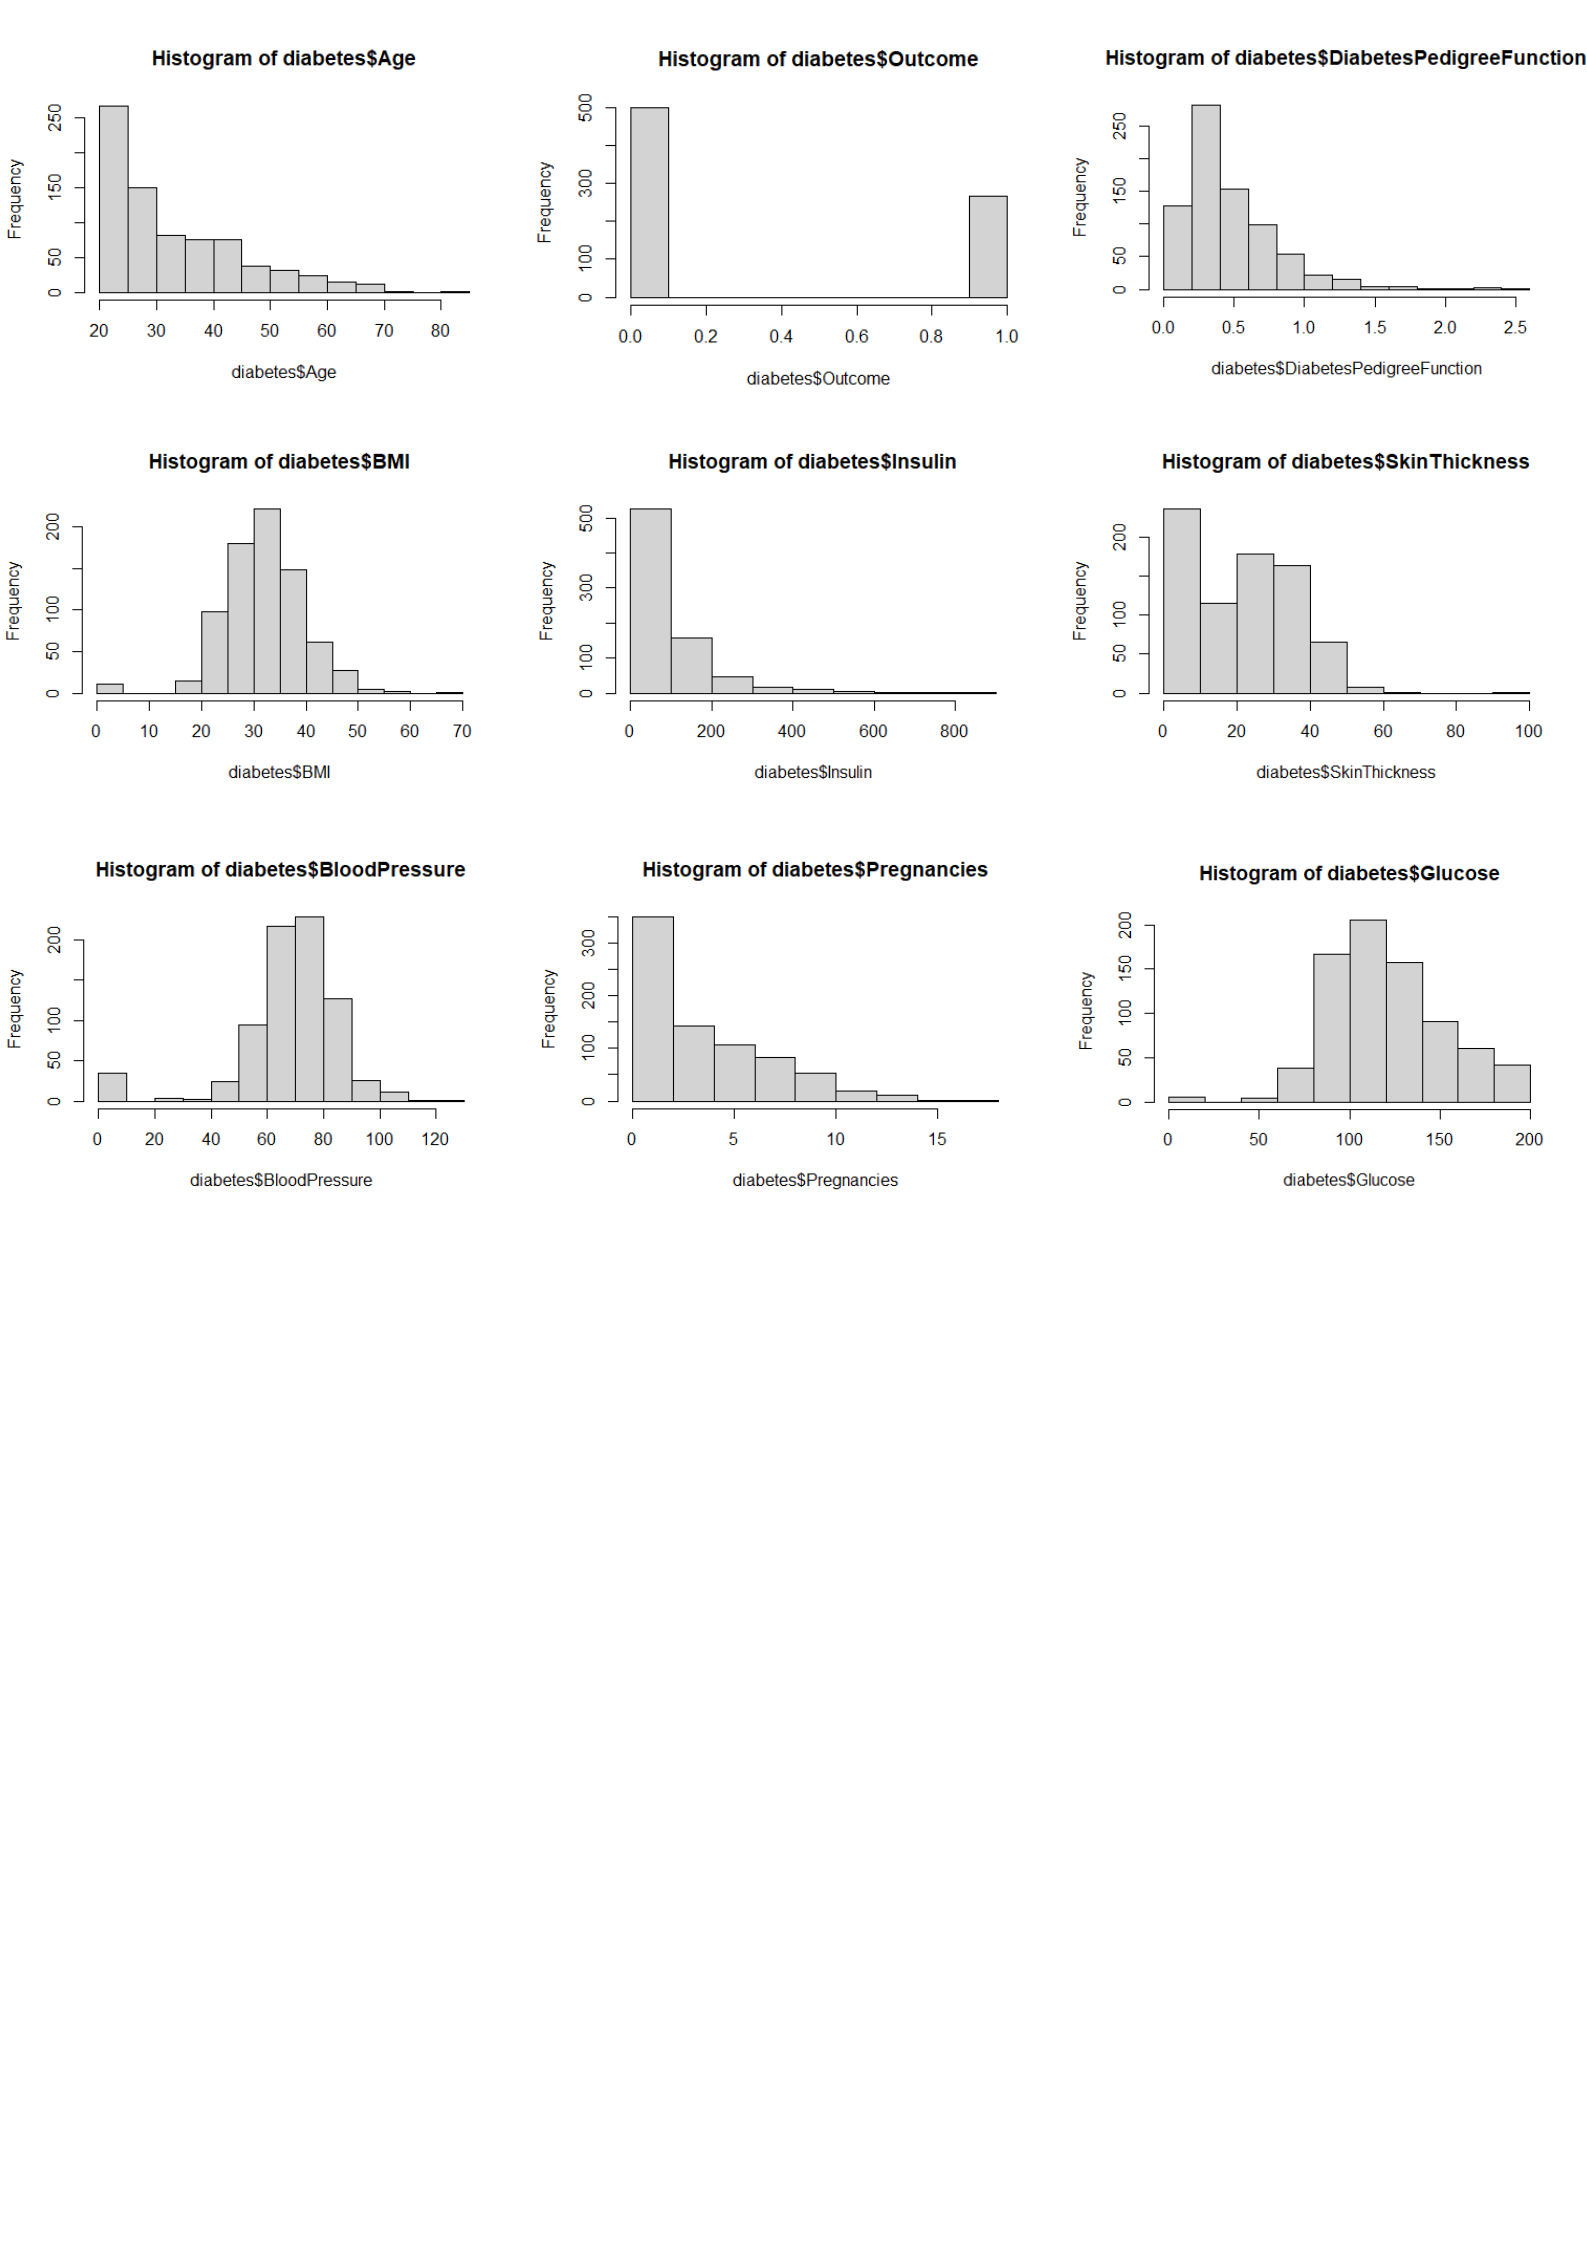 Histogram of diabetes$Age
Frequency
0 50 150 250
20 30 40 50 60 70 80
diabetes$Age
Histogram of diabetes$Outcome
Frequency
0 100 300 500
0.0 0.2 0.4 0.6 0.8 1.0
diabetes$Outcome
Histogram of diabetes$DiabetesPedigreeFunction
Frequency
0 50 150 250
0.0 0.5 1.0 1.5 2.0 2.5
diabetes$DiabetesPedigreeFunction
Histogram of diabetes$BMI
Frequency
0 50 100 200
0 10 20 30 40 50 60 70
diabetes$BMI
Histogram of diabetes$Insulin
Frequency
0 100 300 500
0 200 400 600 800
diabetes$Insulin
Histogram of diabetes$SkinThickness
Frequency
0 50 100 200
0 20 40 60 80 100
diabetes$SkinThickness
Histogram of diabetes$BloodPressure
Frequency
0 50 100 200
0 20 40 60 80 100 120
diabetes$BloodPressure
Histogram of diabetes$Pregnancies
Frequency
0 100 200 300
0 5 10 15
diabetes$Pregnancies
Histogram of diabetes$Glucose
Frequency
0 50 100 150 200
0 50 100 150 200
diabetes$Glucose